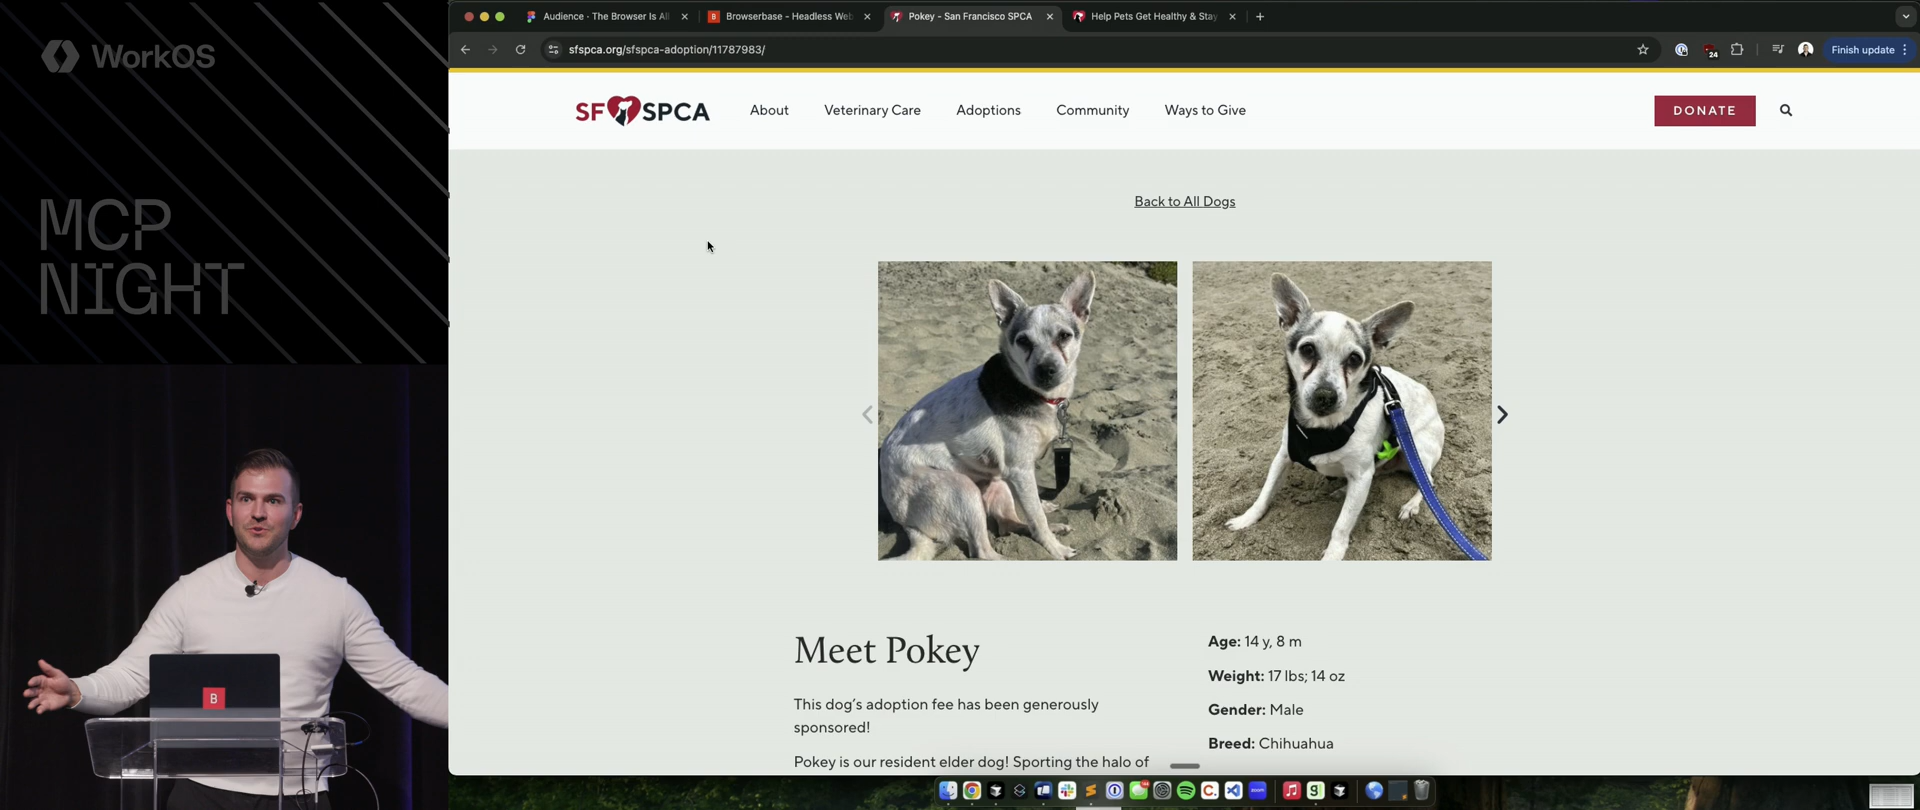 WorkOS
MCP
NIGHT
B
Audience · The Browser Is Al
Browserbase - Headless Web
Pokey - San Francisco SPCA
Help Pets Get Healthy & Stay
sfspca.org/sfspca-adoption/11787983/
24
Finish update
SF SPCA
About
Veterinary Care
Adoptions
Community
Ways to Give
DONATE
Back to All Dogs
Meet Pokey
This dog's adoption fee has been generously
sponsored!
Pokey is our resident elder dog! Sporting the halo of
Age: 14 y, 8 m
Weight: 17 lbs; 14 oz
Gender: Male
Breed: Chihuahua
zoom